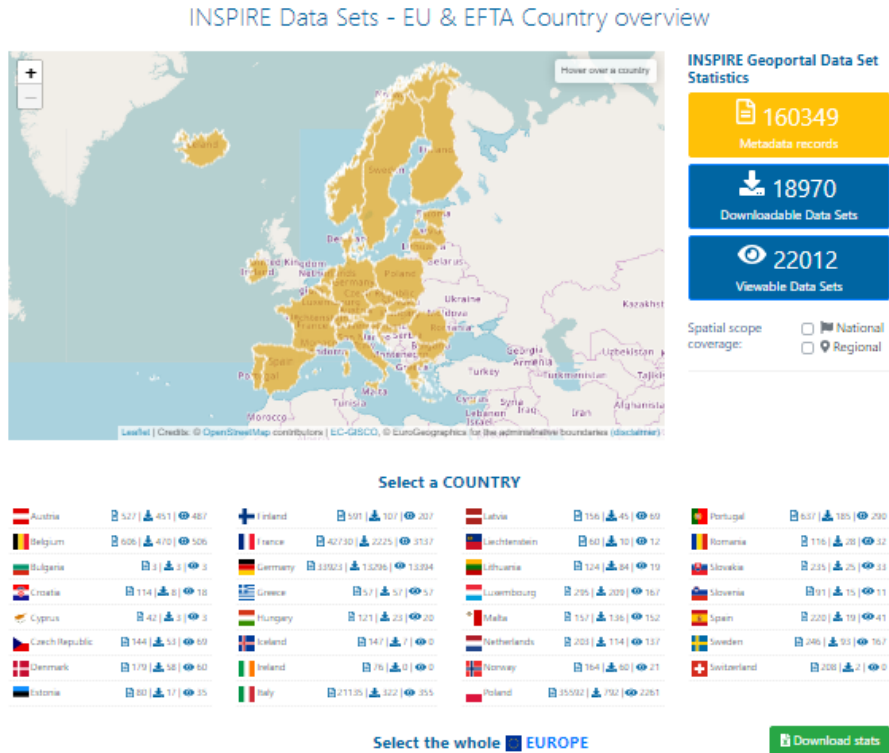 INSPIRE Data Sets - EU & EFTA Country overview
+
−
Hover over a country
Iceland
Sweden
Finland
Latvia
Belarus
United Kingdom
Ireland
Poland
Germany
Ukraine
Kazakhst
France
Romania
Serb
Andorra
Montenegro
Spain
Portugal
Greece
Georgia
Armenia
Uzbekistan
Turkey
Turkmenistan
Tajiki
Malta
Cyprus
Syria
Tunisia
Lebanon
Iraq
Iran
Afghanista
Israel
Morocco
Leaflet | Credits: © OpenStreetMap contributors | EC-GISCO, © EuroGeographics for the administrative boundaries (disclaimer)
INSPIRE Geoportal Data Set
Statistics
160349
Metadata records
18970
Downloadable Data Sets
22012
Viewable Data Sets
Spatial scope
coverage:
National
Regional
Select a COUNTRY
Austria 527 | 451 | 487
Finland 591 | 107 | 207
Latvia 156 | 45 | 69
Portugal 637 | 185 | 290
Belgium 606 | 470 | 506
France 42730 | 2225 | 3137
Liechtenstein 60 | 10 | 12
Romania 116 | 28 | 32
Bulgaria 3 | 3 | 3
Germany 33923 | 13296 | 13394
Lithuania 124 | 84 | 19
Slovakia 235 | 25 | 33
Croatia 114 | 8 | 18
Greece 57 | 57 | 57
Luxembourg 295 | 209 | 167
Slovenia 91 | 15 | 11
Cyprus 42 | 3 | 3
Hungary 121 | 23 | 20
Malta 157 | 136 | 152
Spain 220 | 19 | 41
Czech Republic 144 | 53 | 69
Iceland 147 | 7 | 0
Netherlands 203 | 114 | 137
Sweden 246 | 93 | 167
Denmark 179 | 58 | 60
Ireland 76 | 0 | 0
Norway 164 | 60 | 21
Switzerland 208 | 2 | 0
Estonia 80 | 17 | 35
Italy 21135 | 322 | 355
Poland 35592 | 792 | 2261
Select the whole EUROPE
Download stats